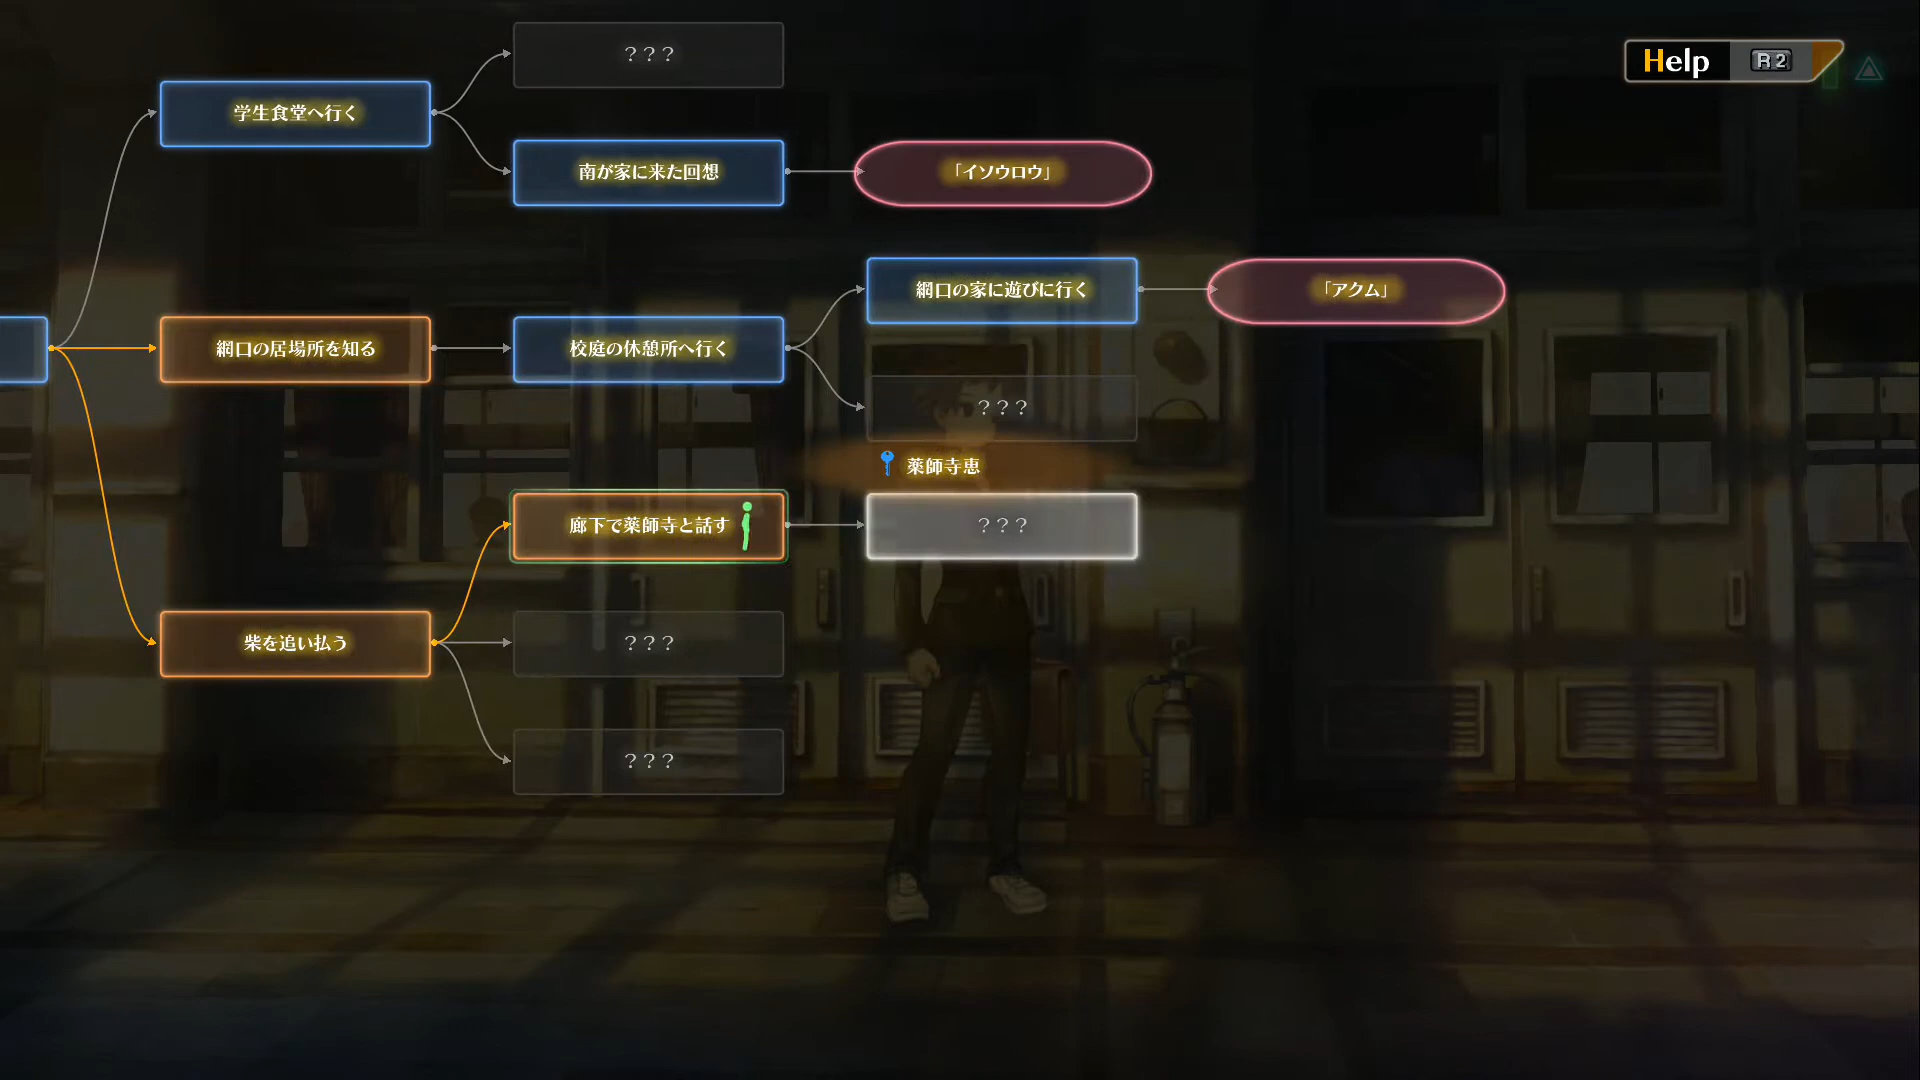 ？？？
Help R2
学生食堂へ行く
南が家に来た回想
「イソウロウ」
網口の家に遊びに行く
「アクム」
網口の居場所を知る
校庭の休憩所へ行く
？？？
薬師寺恵
廊下で薬師寺と話す
？？？
柴を追い払う
？？？
？？？